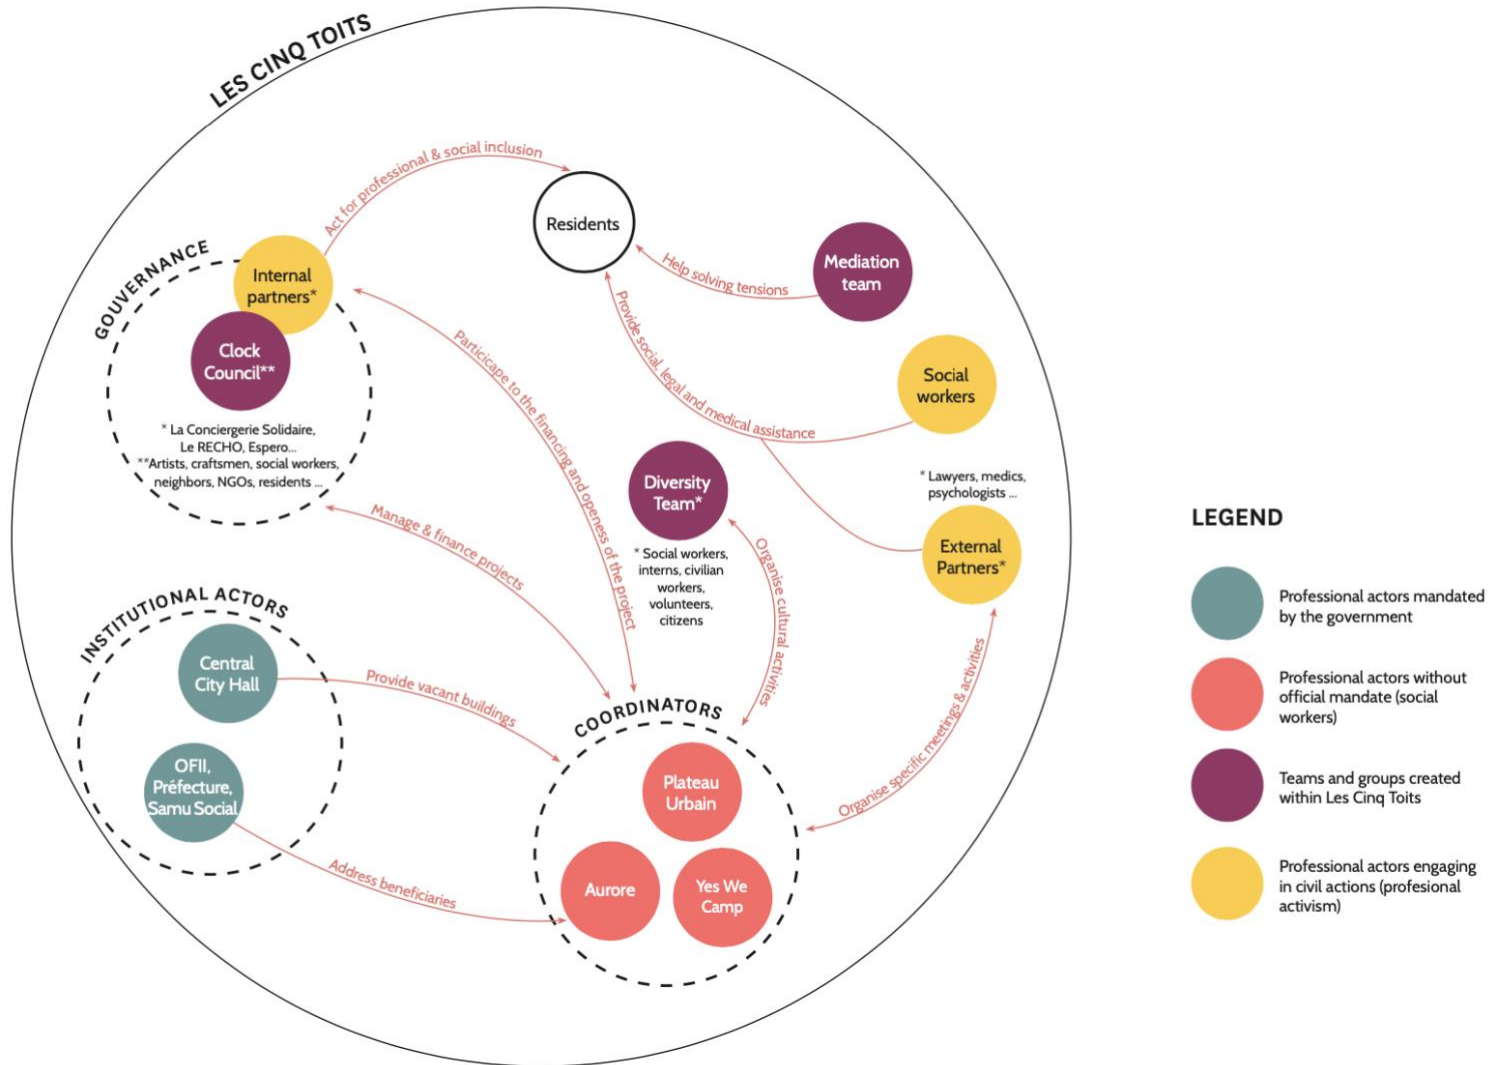 LES CINQ TOITS
Act for professional & social inclusion
Residents
Mediation
team
Help solving tensions
GOUVERNANCE
Internal
partners*
Clock
Council**
* La Conciergerie Solidaire,
Le RECHO, Espero...
**Artists, craftsmen, social workers,
neighbors, NGOs, residents ...
Particicape to the financing and openess of the project
Provide social, legal and medical assistance
Social
workers
Diversity
Team*
* Social workers,
interns, civilian
workers,
volunteers,
citizens
* Lawyers, medics,
psychologists ...
External
Partners*
Manage & finance projects
Organise cultural activities
Organise specific meetings & activities
INSTITUTIONAL ACTORS
Central
City Hall
Provide vacant buildings
OFII,
Préfecture,
Samu Social
Address beneficiaries
COORDINATORS
Plateau
Urbain
Aurore
Yes We
Camp
LEGEND
Professional actors mandated
by the government
Professional actors without
official mandate (social
workers)
Teams and groups created
within Les Cinq Toits
Professional actors engaging
in civil actions (profesional
activism)